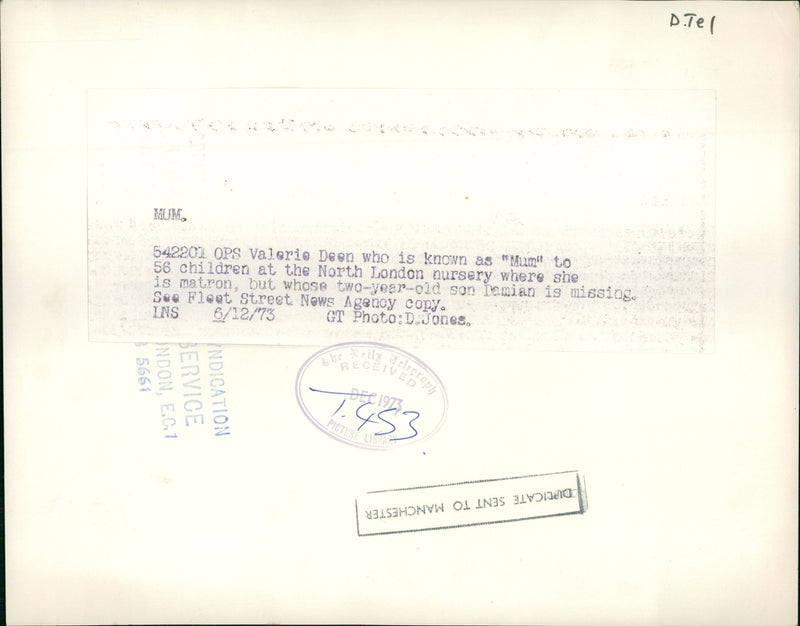 D.Tel
MUM.
542201 OPS Valerie Deen who is known as "Mum" to
56 children at the North London nursery where she
is matron, but whose two-year-old son Damian is missing.
See Fleet Street News Agency copy.
INS 6/12/73 GT Photo:D.Jones.
The Daily Telegraph
RECEIVED
DEC 1973
1.453
PICTURE LIBRARY
NDICATION
SERVICE
NDON, E.C.1
5661
DUPLICATE SENT TO MANCHESTER